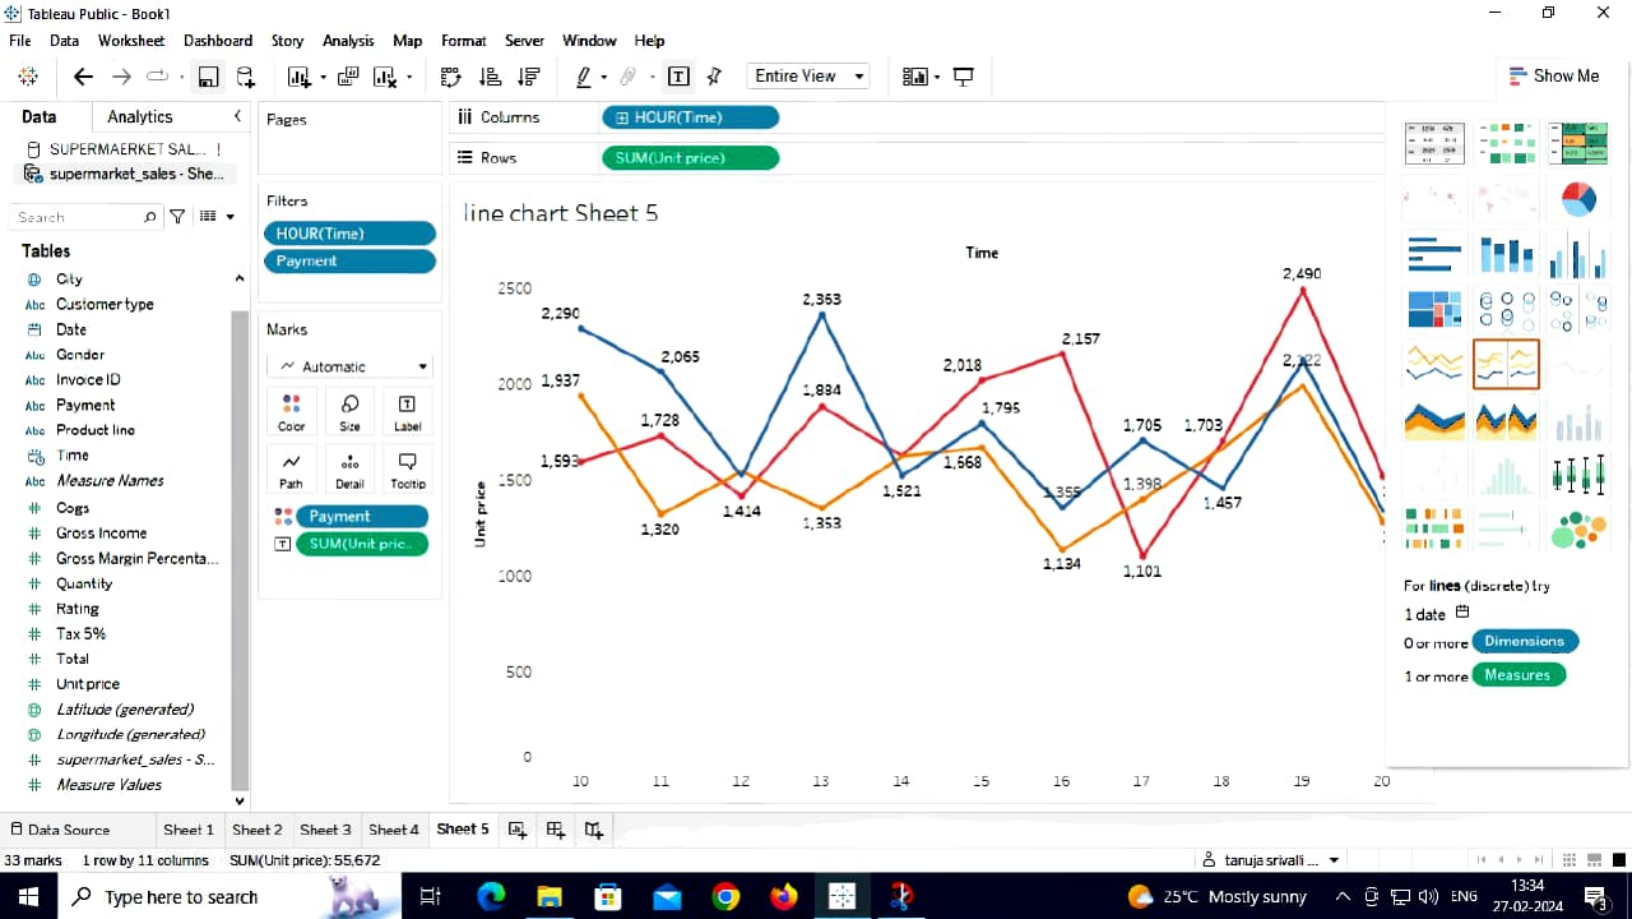 Tableau Public - Book1
File Data Worksheet Dashboard Story Analysis Map Format Server Window Help
Entire View
Show Me
Data Analytics
SUPERMAERKET SAL... !
supermarket_sales - She...
Search
Tables
City
Abc Customer type
Date
Abc Gender
Abc Invoice ID
Abc Payment
Abc Product line
Time
Abc Measure Names
# Cogs
# Gross Income
# Gross Margin Percenta...
# Quantity
# Rating
# Tax 5%
# Total
# Unit price
Latitude (generated)
Longitude (generated)
# supermarket_sales - S...
# Measure Values
Pages
Filters
HOUR(Time)
Payment
Marks
Automatic
Color Size Label
Path Detail Tooltip
Payment
SUM(Unit pric..
Columns HOUR(Time)
Rows SUM(Unit price)
line chart Sheet 5
Time
2500
2000
1500
1000
500
0
Unit price
2,490
2,290
2,363
2,065
2,157
2,018
1,937
1,884
1,728
1,795
1,705
1,703
1,593
1,668
1,521
1,398
1,457
1,320
1,414
1,353
1,355
1,134
1,101
10 11 12 13 14 15 16 17 18 19 20
For lines (discrete) try
1 date
0 or more Dimensions
1 or more Measures
Data Source Sheet 1 Sheet 2 Sheet 3 Sheet 4 Sheet 5
33 marks 1 row by 11 columns SUM(Unit price): 55,672
tanuja srivalli ...
Type here to search
25°C Mostly sunny
ENG
13:34
27-02-2024
3